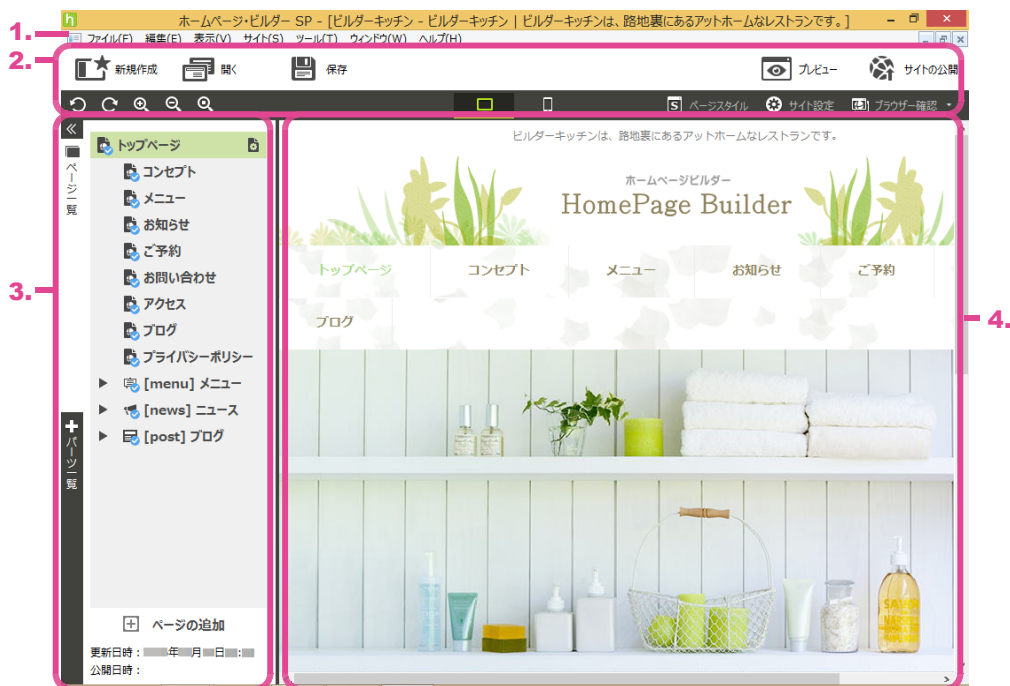 ホームページ・ビルダー SP - [ビルダーキッチン - ビルダーキッチン | ビルダーキッチンは、路地裏にあるアットホームなレストランです。]
1.
ファイル(F) 編集(E) 表示(V) サイト(S) ツール(T) ウィンドウ(W) ヘルプ(H)
2.
新規作成 開く 保存 プレビュー サイトの公開
S ページスタイル サイト設定 ブラウザー確認
ページ一覧
トップページ
コンセプト
メニュー
お知らせ
ご予約
お問い合わせ
アクセス
ブログ
プライバシーポリシー
[menu] メニュー
[news] ニュース
[post] ブログ
3.
パーツ一覧
ページの追加
更新日時： 年 月 日 :
公開日時：
ビルダーキッチンは、路地裏にあるアットホームなレストランです。
ホームページビルダー
HomePage Builder
トップページ コンセプト メニュー お知らせ ご予約
ブログ
4.